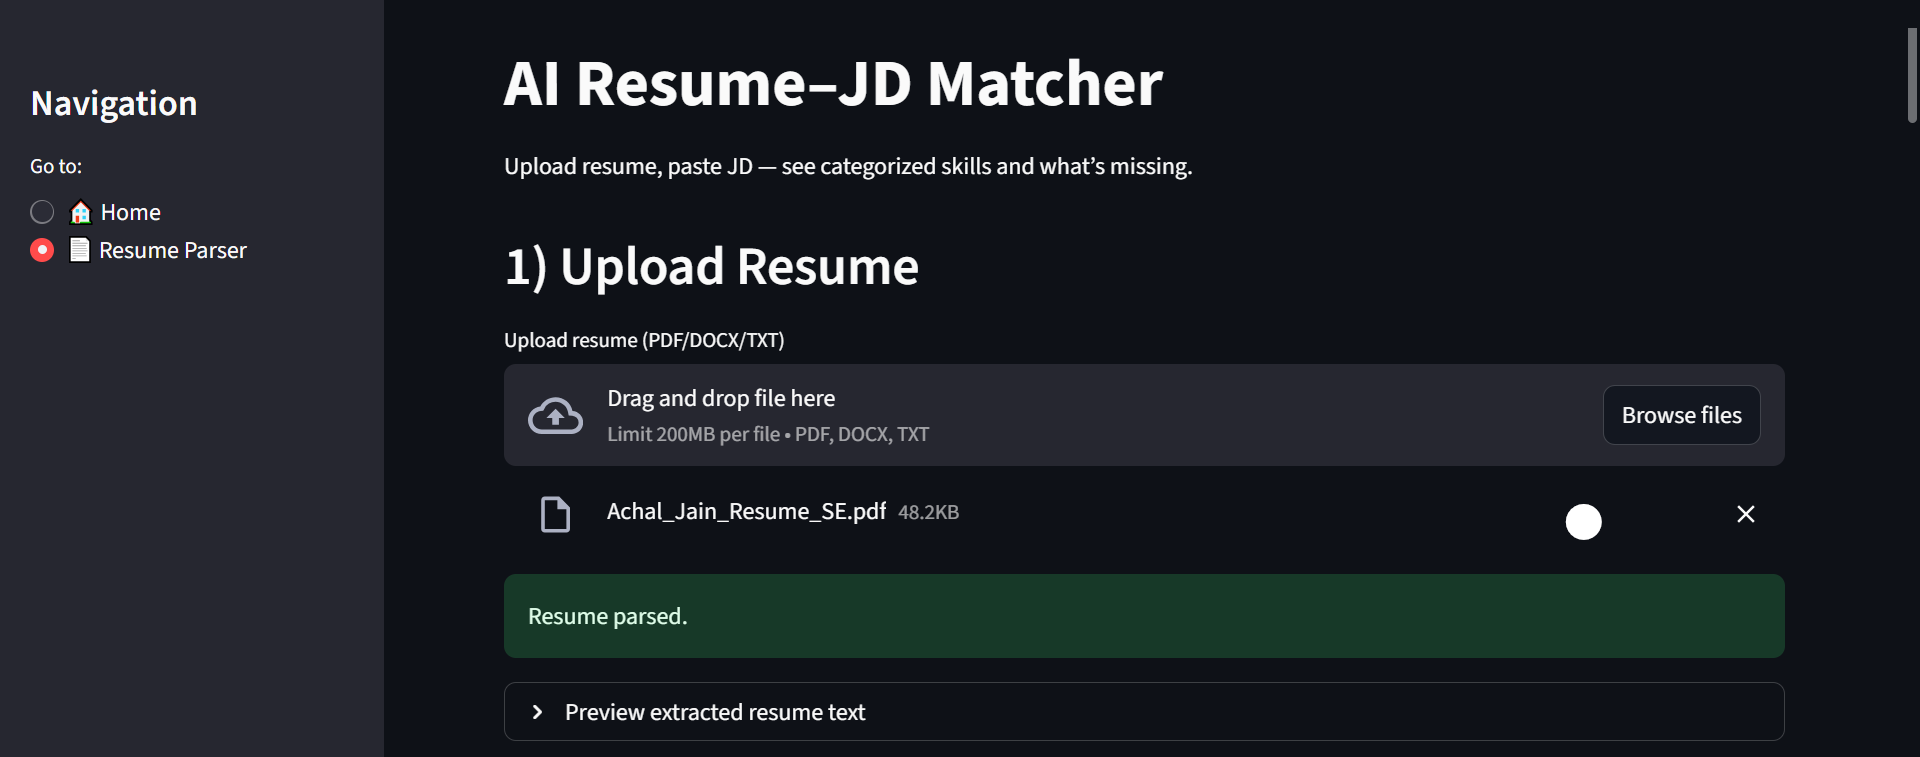 Navigation
Go to:
🏠 Home
📄 Resume Parser
AI Resume–JD Matcher
Upload resume, paste JD — see categorized skills and what’s missing.
1) Upload Resume
Upload resume (PDF/DOCX/TXT)
Drag and drop file here
Limit 200MB per file • PDF, DOCX, TXT
Browse files
Achal_Jain_Resume_SE.pdf 48.2KB
Resume parsed.
Preview extracted resume text